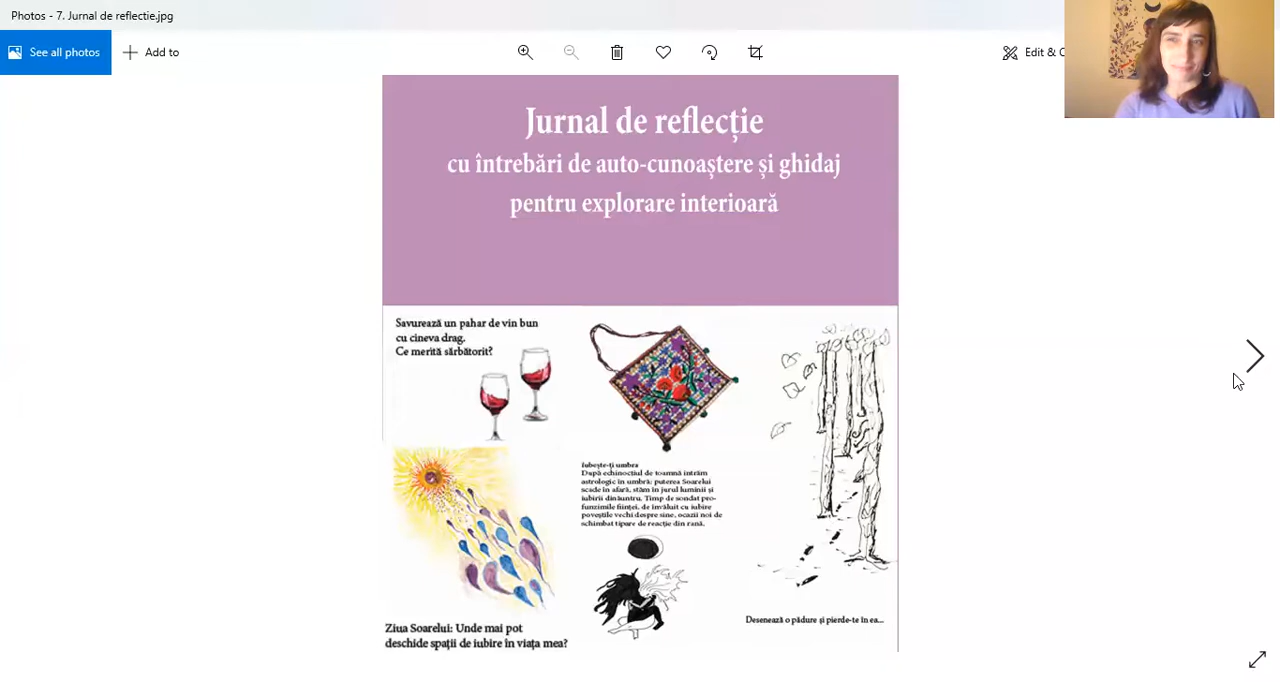 Photos - 7. Jurnal de reflectie.jpg
See all photos
Add to
Edit & C
Jurnal de reflecție
cu întrebări de auto-cunoaștere și ghidaj
pentru explorare interioară
Savurează un pahar de vin bun
cu cineva drag.
Ce merită sărbătorit?
Iubește-ți umbra
După echinocțiul de toamnă intrăm
astrologic în umbră: puterea Soarelui
scade în afară, stăm în jurul luminii și
iubirii dinăuntru. Timp de sondat pro-
funzimile ființei, de învăluit cu iubire
poveștile vechi despre sine, ocazii noi de
schimbat tipare de reacție din rană.
Desenează o pădure și pierde-te în ea...
Ziua Soarelui: Unde mai pot
deschide spații de iubire în viața mea?